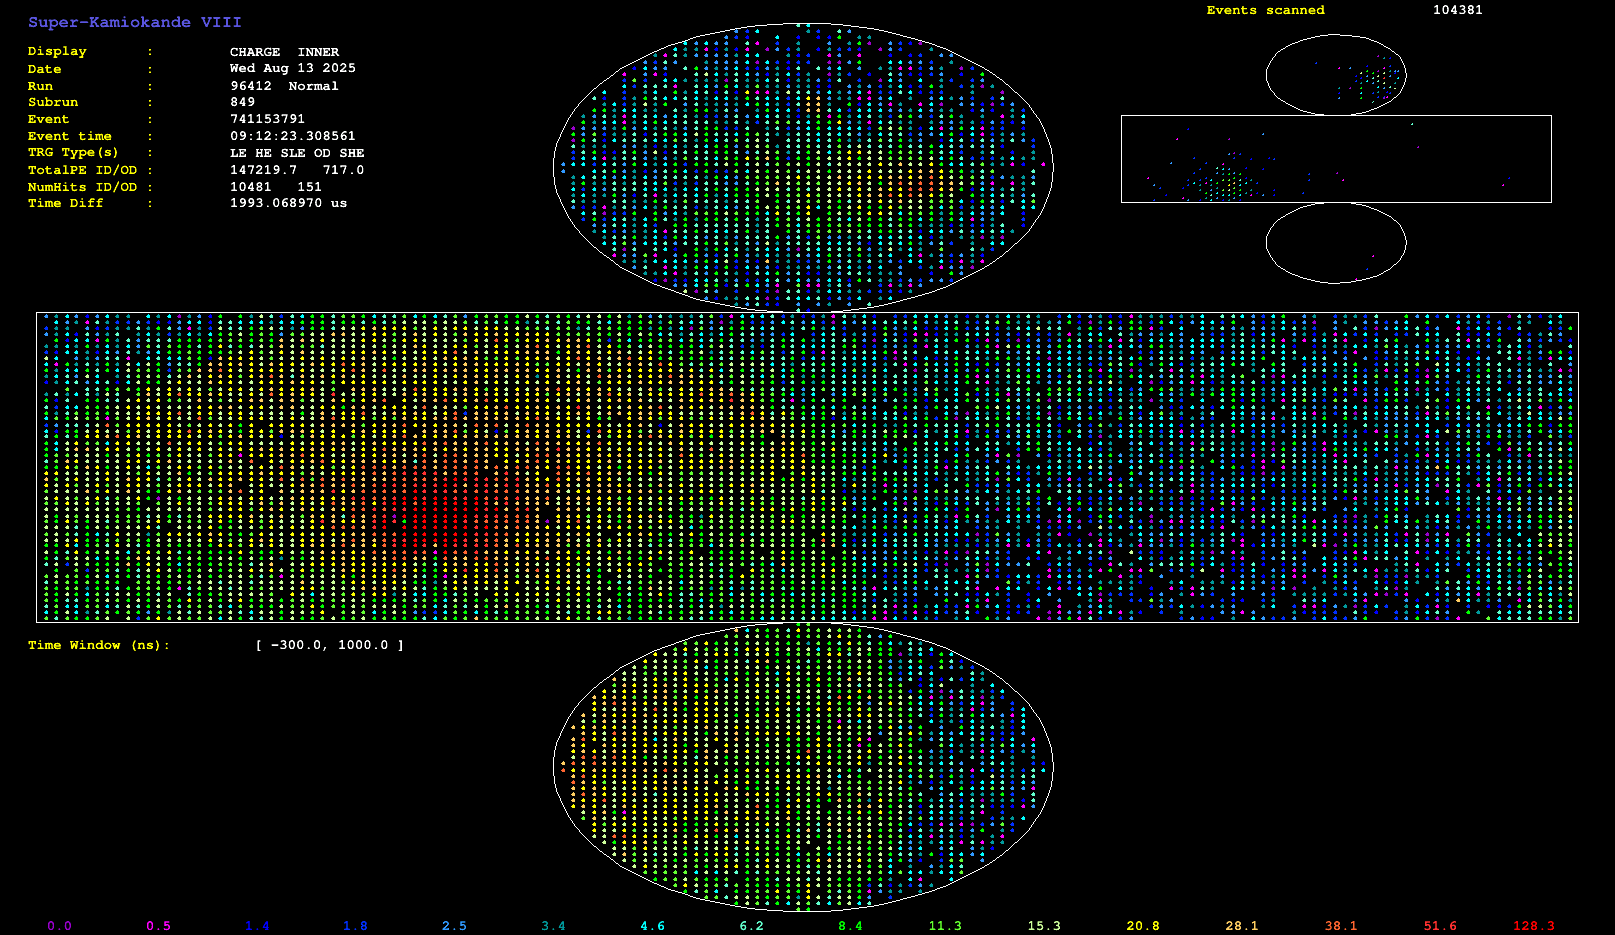 Super-Kamiokande VIII
Events scanned 104381
Display : CHARGE INNER
Date : Wed Aug 13 2025
Run : 96412 Normal
Subrun : 849
Event : 741153791
Event time : 09:12:23.308561
TRG Type(s) : LE HE SLE OD SHE
TotalPE ID/OD : 147219.7 717.0
NumHits ID/OD : 10481 151
Time Diff : 1993.068970 us
Time Window (ns): [ -300.0, 1000.0 ]
0.0 0.5 1.4 1.8 2.5 3.4 4.6 6.2 8.4 11.3 15.3 20.8 28.1 38.1 51.6 128.3